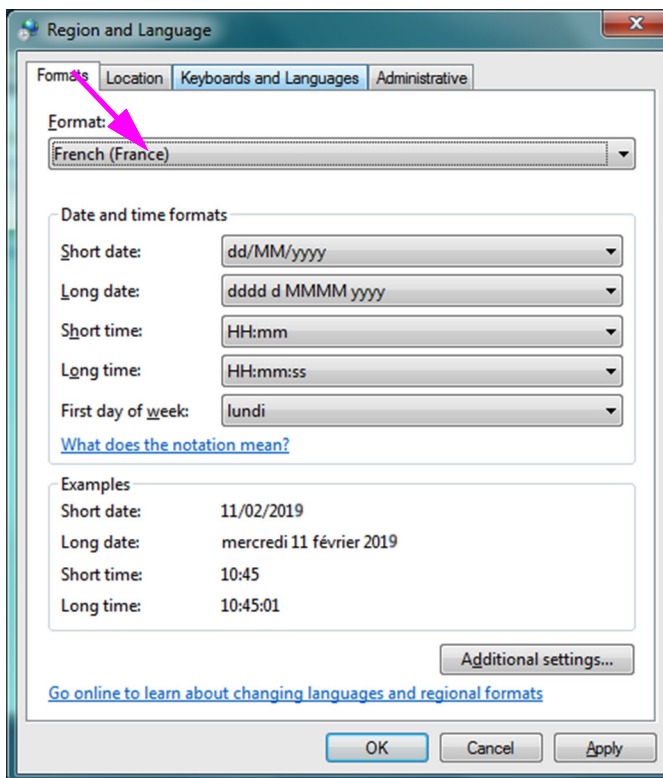 Region and Language
Formats Location Keyboards and Languages Administrative
Format:
French (France)
Date and time formats
Short date: dd/MM/yyyy
Long date: dddd d MMMM yyyy
Short time: HH:mm
Long time: HH:mm:ss
First day of week: lundi
What does the notation mean?
Examples
Short date: 11/02/2019
Long date: mercredi 11 février 2019
Short time: 10:45
Long time: 10:45:01
Additional settings...
Go online to learn about changing languages and regional formats
OK Cancel Apply